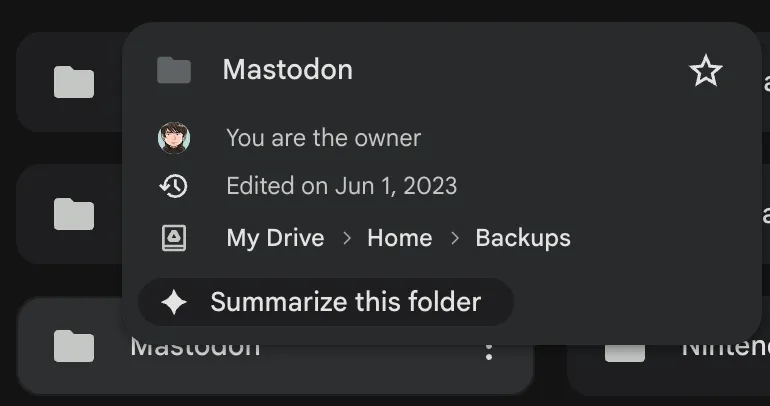 Mastodon
You are the owner
Edited on Jun 1, 2023
My Drive > Home > Backups
Summarize this folder
Mastodon